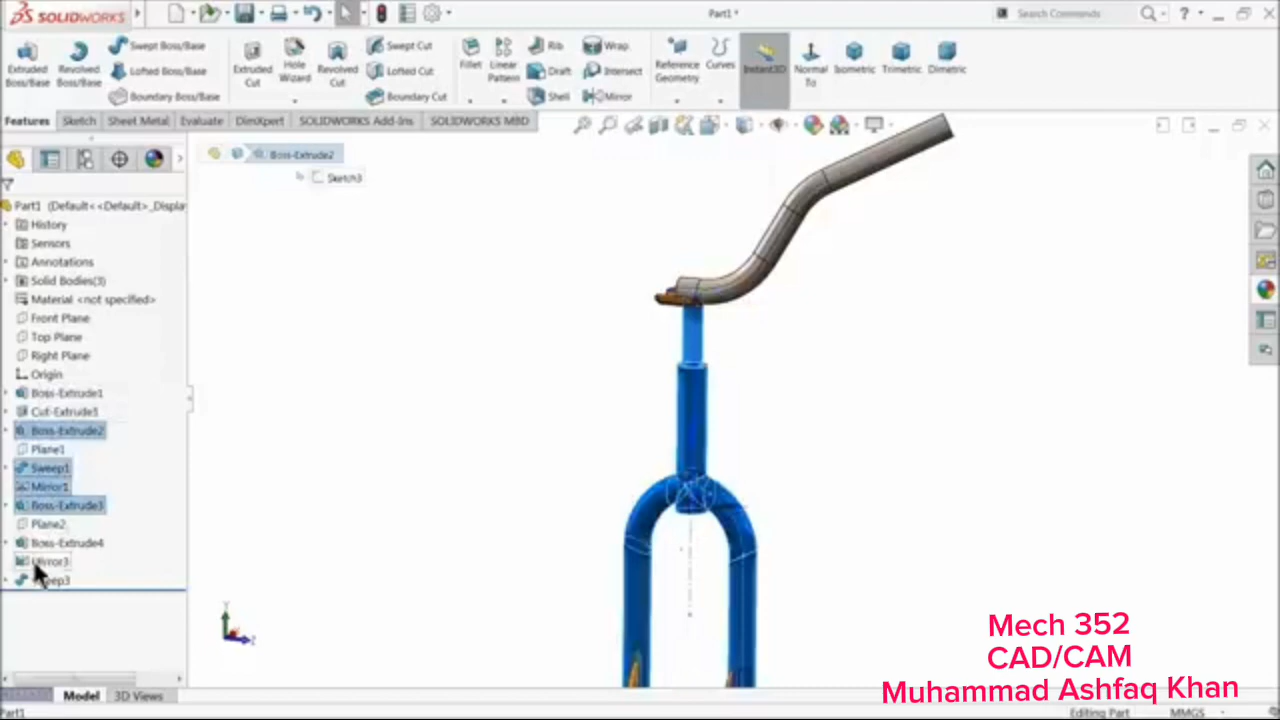 SOLIDWORKS
Part1 *
Search Commands
Extruded Boss/Base
Revolved Boss/Base
Swept Boss/Base
Lofted Boss/Base
Boundary Boss/Base
Extruded Cut
Hole Wizard
Revolved Cut
Swept Cut
Lofted Cut
Boundary Cut
Fillet
Linear Pattern
Rib
Draft
Shell
Wrap
Intersect
Mirror
Reference Geometry
Curves
Instant3D
Normal To
Isometric
Trimetric
Dimetric
Features
Sketch
Sheet Metal
Evaluate
DimXpert
SOLIDWORKS Add-Ins
SOLIDWORKS MBD
Boss-Extrude2
Sketch3
Part1 (Default<<Default>_Display
History
Sensors
Annotations
Solid Bodies(3)
Material <not specified>
Front Plane
Top Plane
Right Plane
Origin
Boss-Extrude1
Cut-Extrude1
Boss-Extrude2
Plane1
Sweep1
Mirror1
Boss-Extrude3
Plane2
Boss-Extrude4
Mirror3
Sweep3
Mech 352
CAD/CAM
Muhammad Ashfaq Khan
Model
3D Views
Part1
Editing Part
MMGS